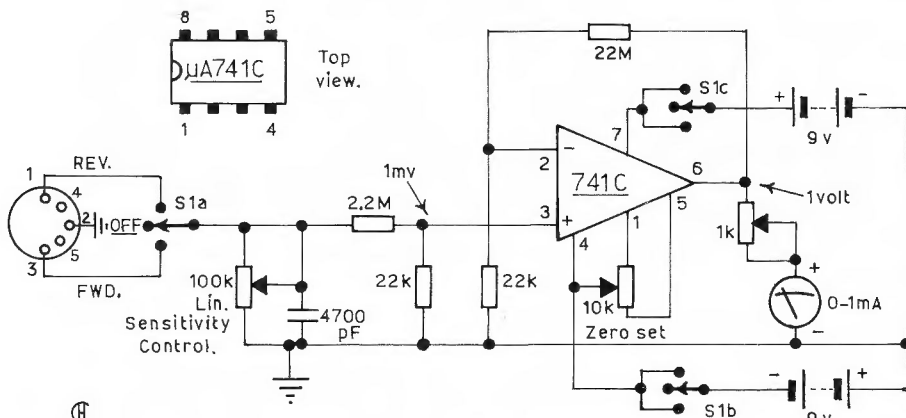 8 5
µA741C
Top
view.
1 4
22M
S1c
+ -
9v
7
2 -
741C
6
3 +
4 1 5
1mv
1volt
REV.
1 4
S1a
2 OFF
5
3
FWD.
2.2M
1k
+
0-1mA
-
100k
Lin.
Sensitivity
Control.
4700
pF
22k
22k
10k
Zero set
- +
S1b
9v